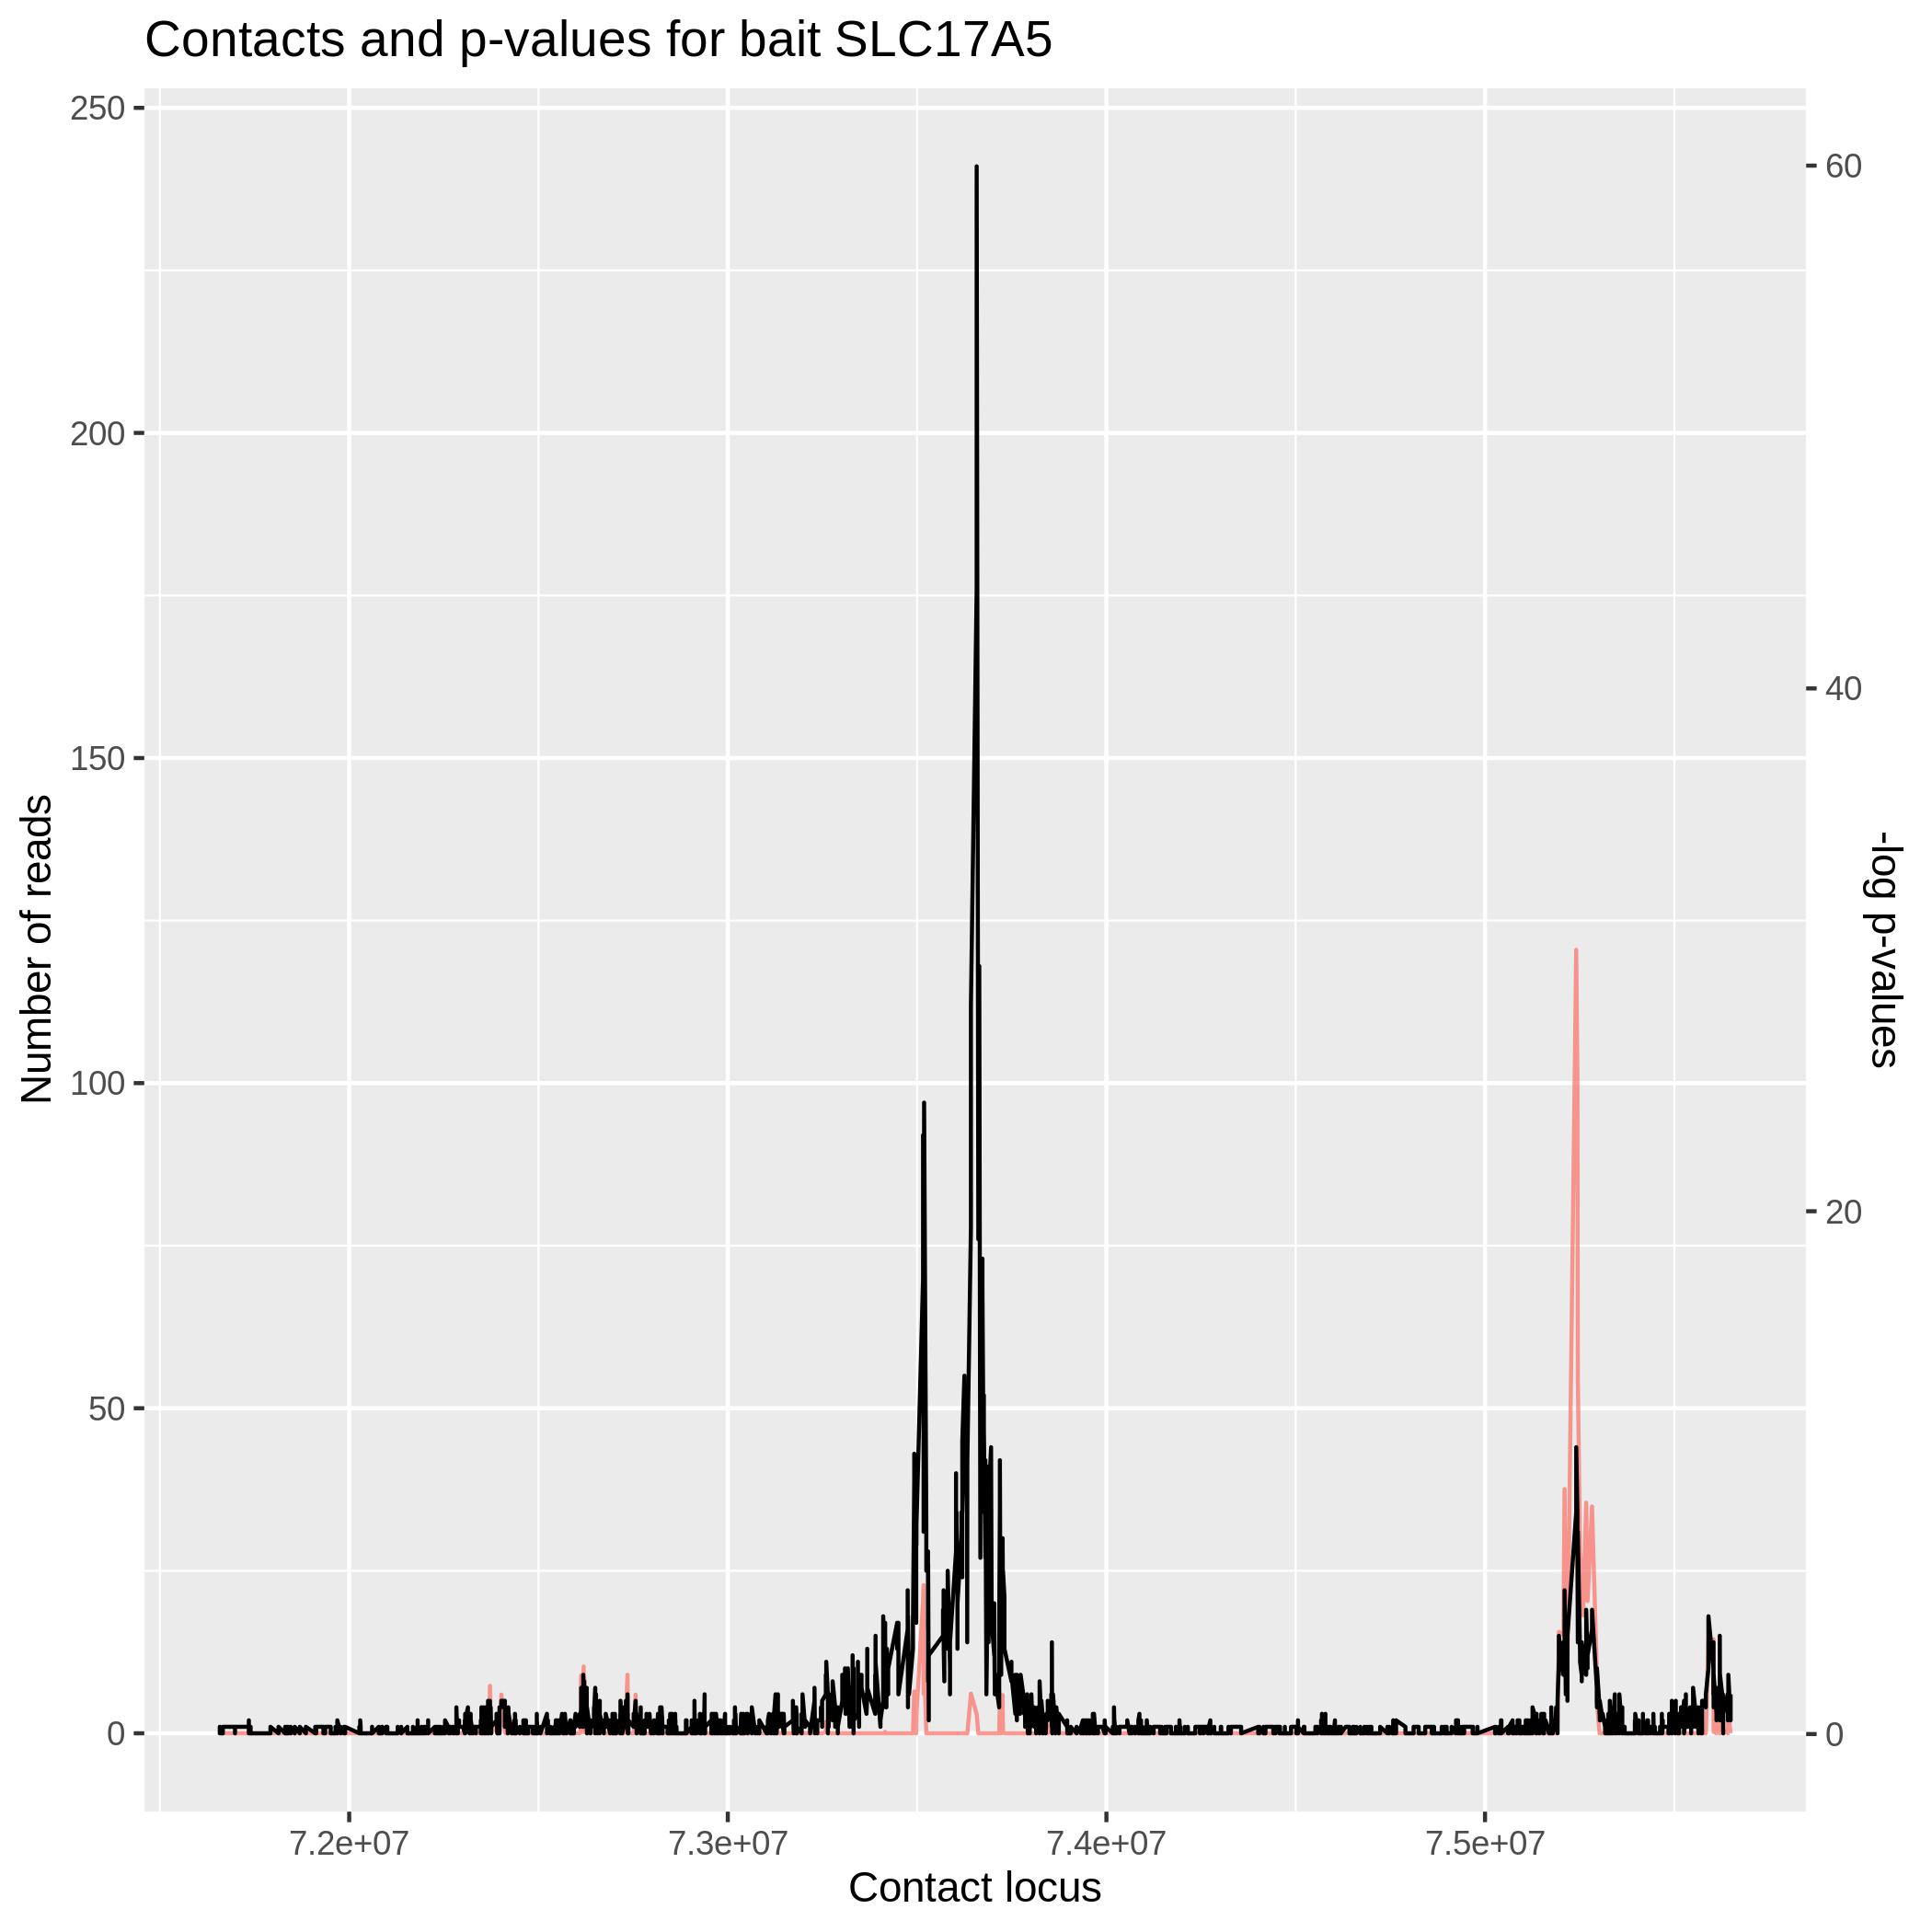 Contacts and p-values for bait SLC17A5
Number of reads
250
200
150
100
50
0
60
40
20
0
-log p-values
7.2e+07 7.3e+07 7.4e+07 7.5e+07
Contact locus